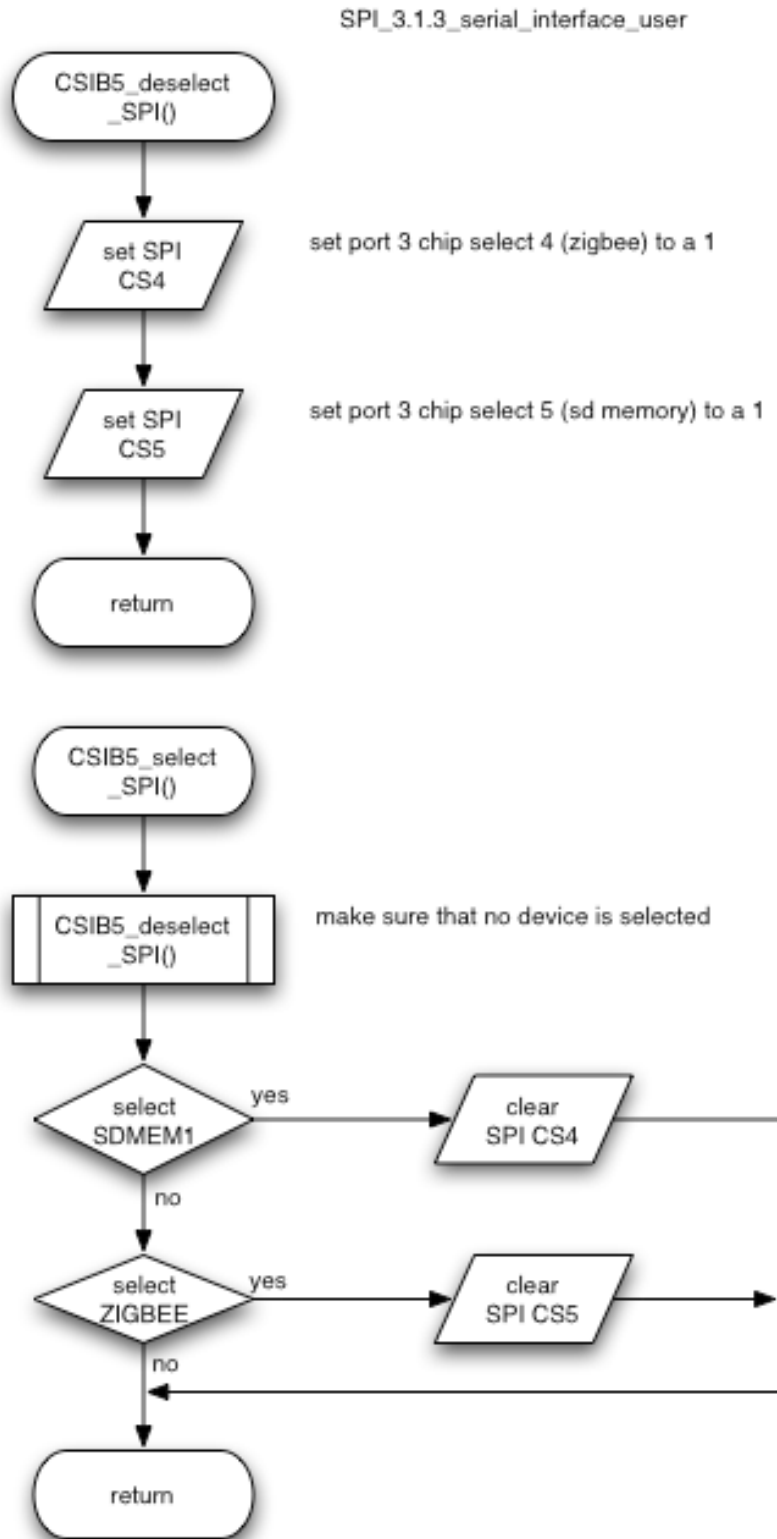 SPI_3.1.3_serial_interface_user
CSIB5_deselect
_SPI()
set SPI
CS4
set port 3 chip select 4 (zigbee) to a 1
set SPI
CS5
set port 3 chip select 5 (sd memory) to a 1
return
CSIB5_select
_SPI()
CSIB5_deselect
_SPI()
make sure that no device is selected
select
SDMEM1
yes
clear
SPI CS4
no
select
ZIGBEE
yes
clear
SPI CS5
no
return